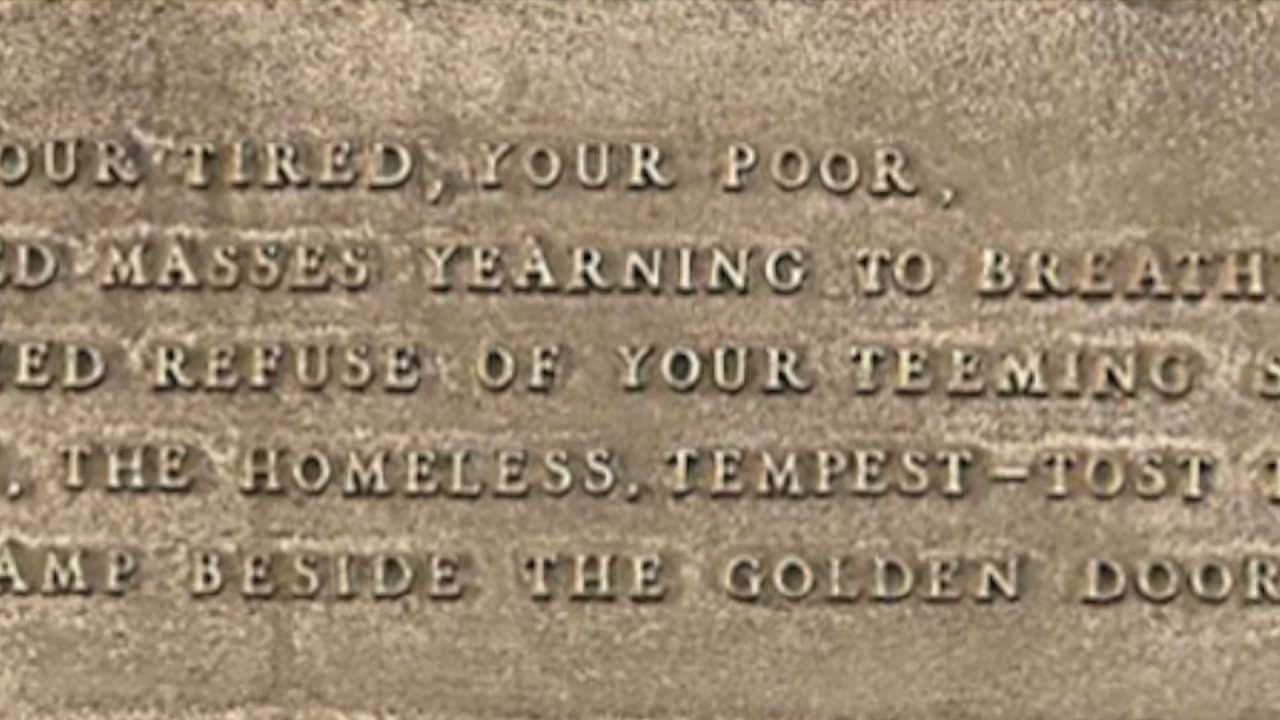 OUR TIRED, YOUR POOR,
ED MASSES YEARNING TO BREATH
ED REFUSE OF YOUR TEEMING S
, THE HOMELESS, TEMPEST-TOST T
AMP BESIDE THE GOLDEN DOOR